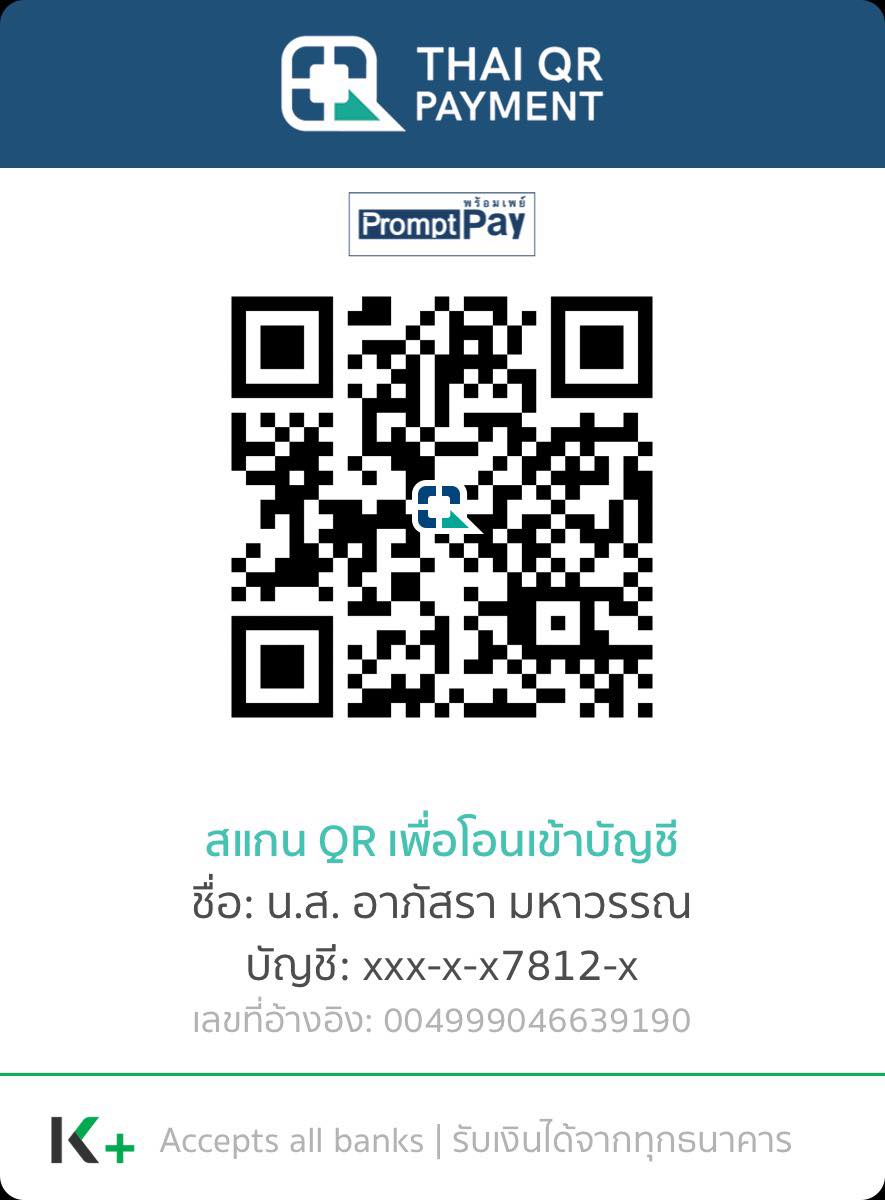 THAI QR
PAYMENT
พร้อมเพย์
PromptPay
สแกน QR เพื่อโอนเข้าบัญชี
ชื่อ: น.ส. อาภัสรา มหาวรรณ
บัญชี: xxx-x-x7812-x
เลขที่อ้างอิง: 004999046639190
K+ Accepts all banks | รับเงินได้จากทุกธนาคาร